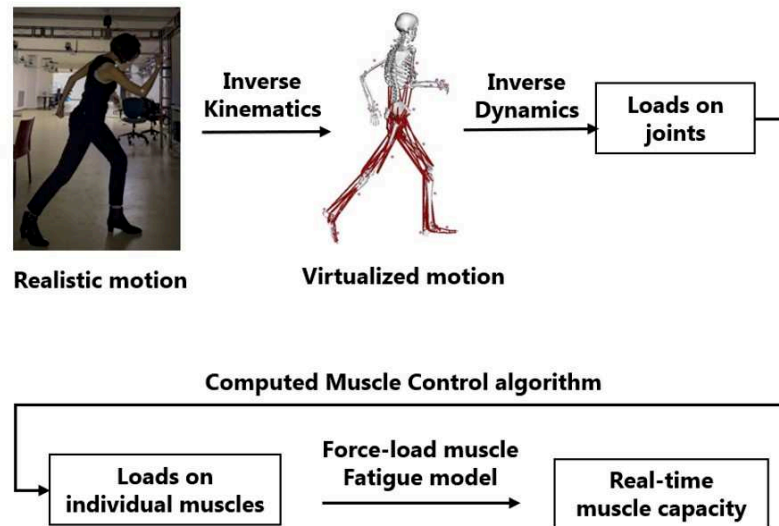 Inverse
Kinematics
Inverse
Dynamics
Loads on
joints
Realistic motion
Virtualized motion
Computed Muscle Control algorithm
Loads on
individual muscles
Force-load muscle
Fatigue model
Real-time
muscle capacity